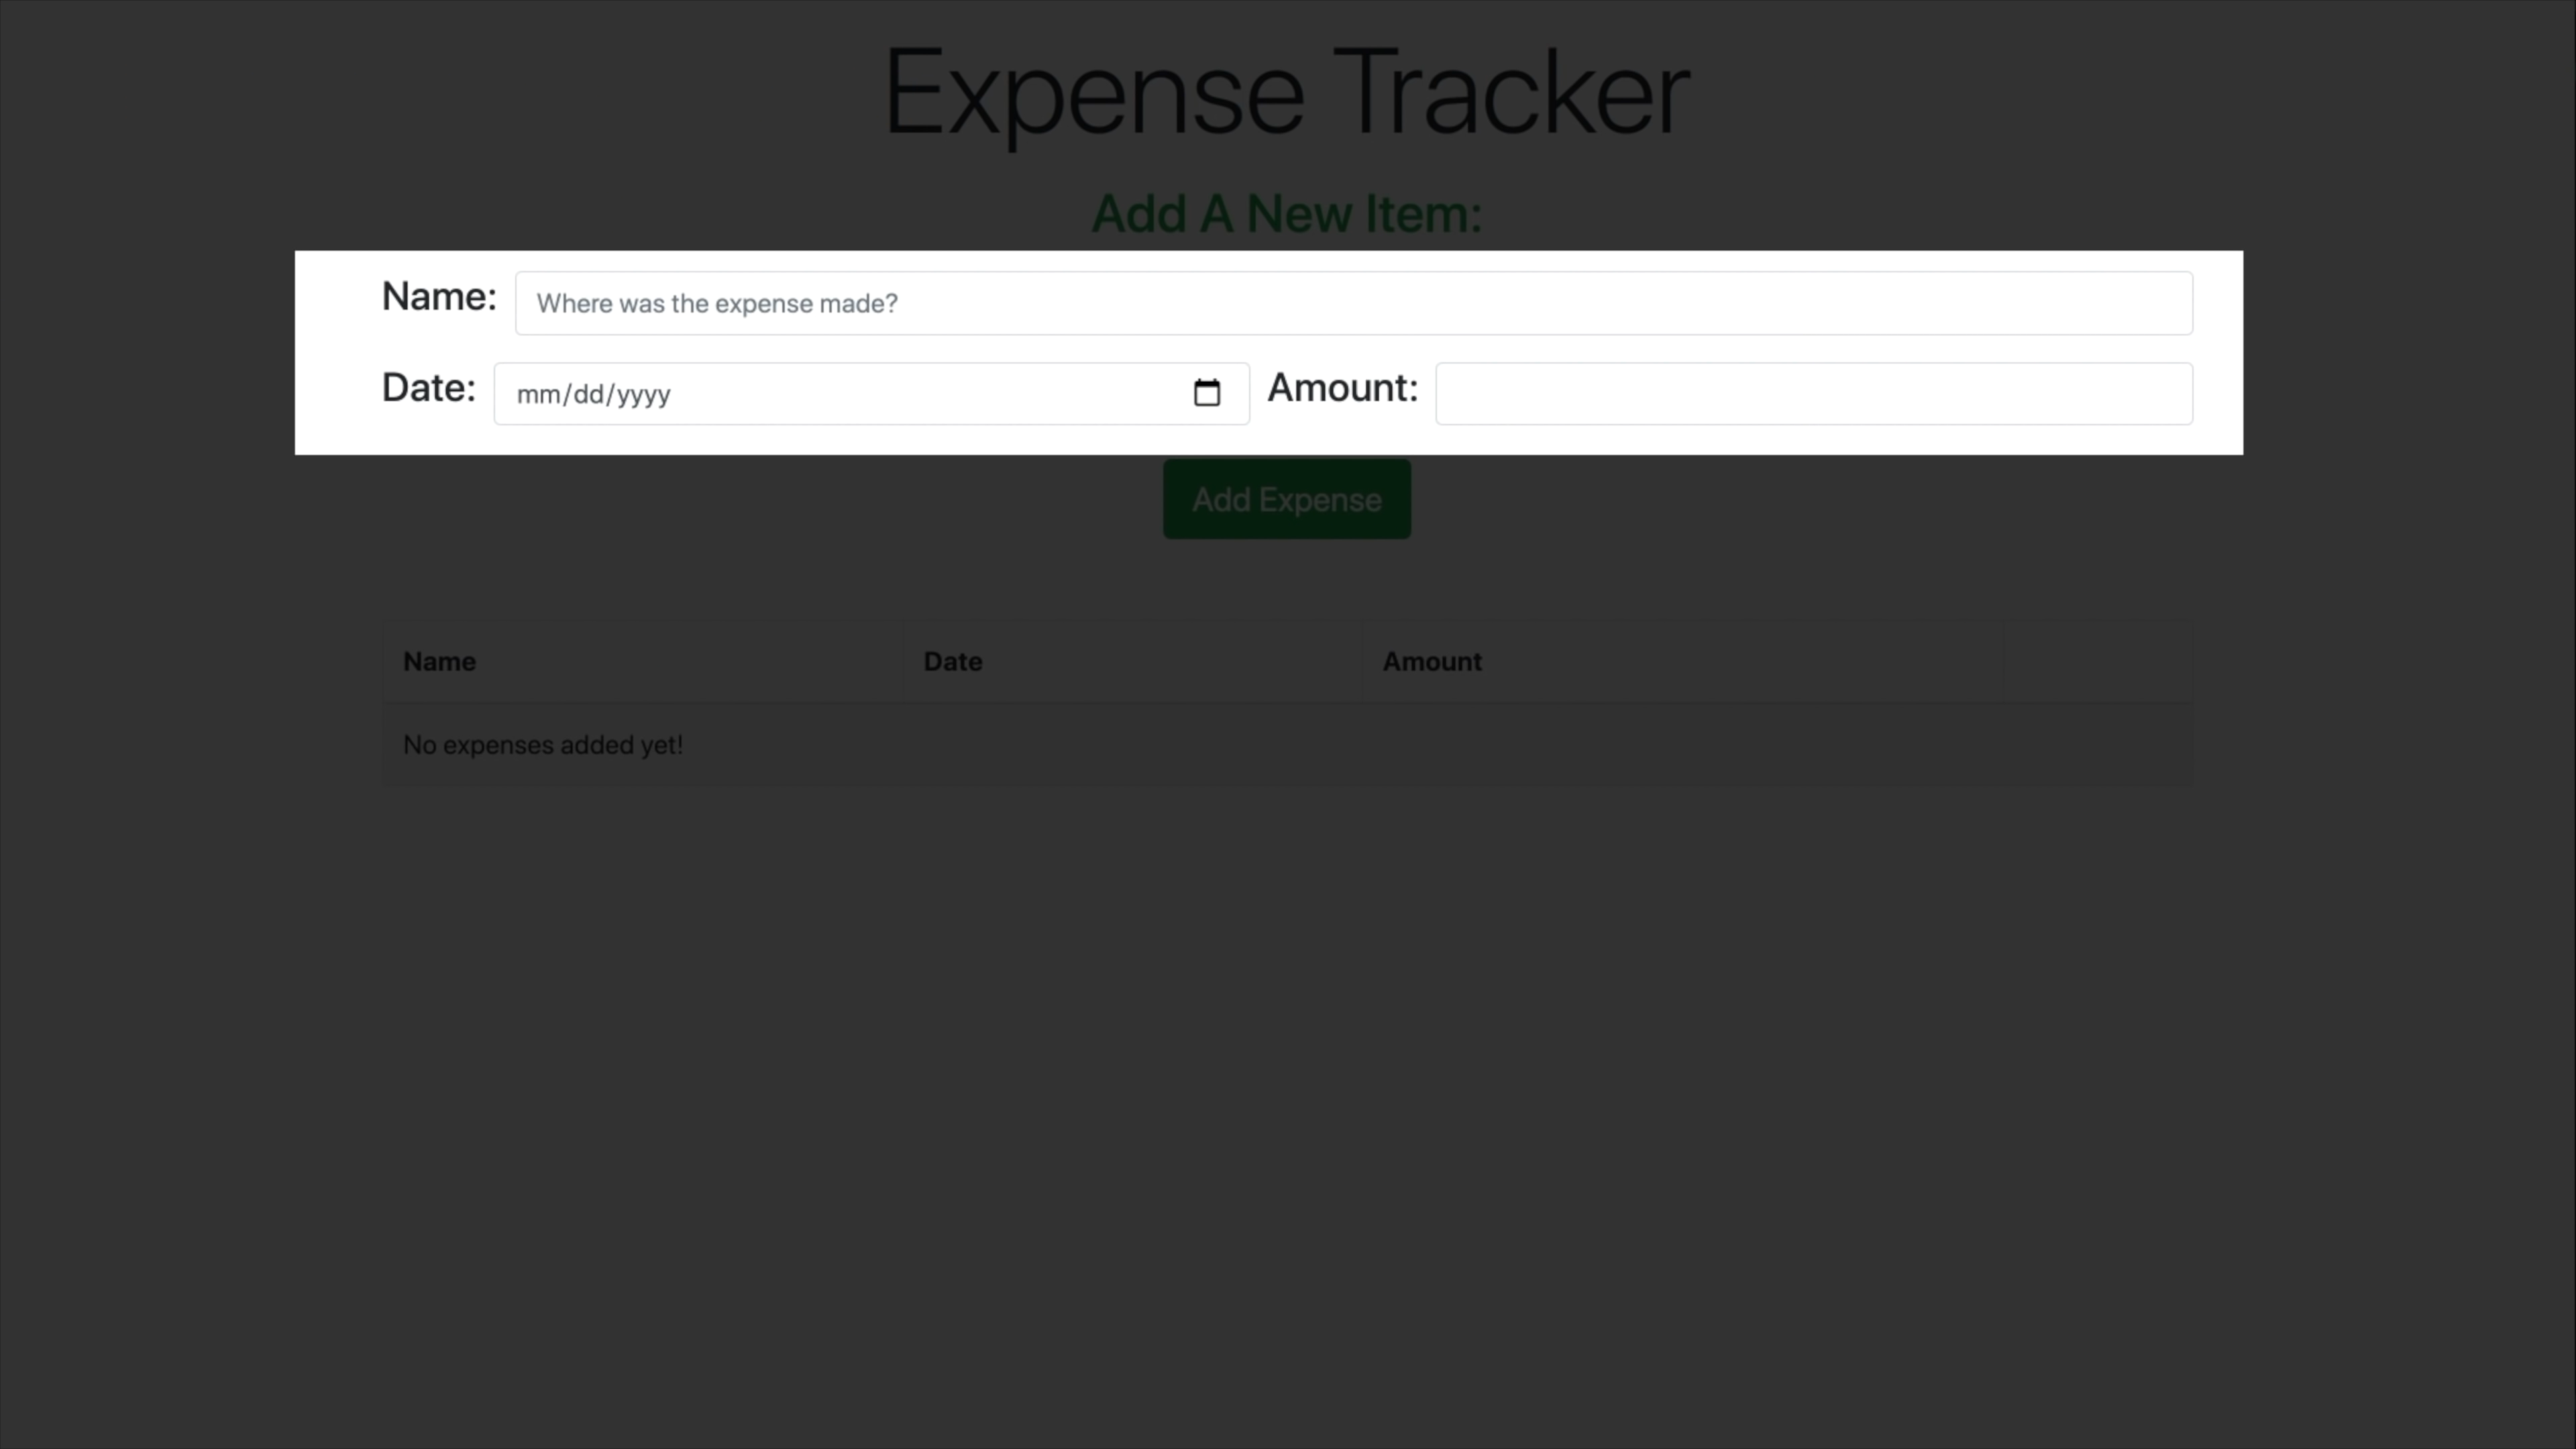 Expense Tracker
Add A New Item:
Name: Where was the expense made?
Date: mm/dd/yyyy Amount:
Add Expense
Name Date Amount
No expenses added yet!